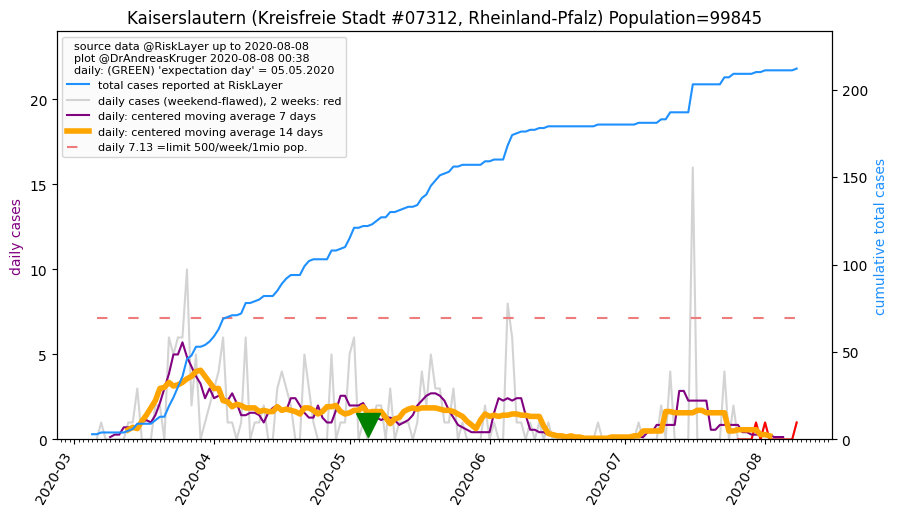 Kaiserslautern (Kreisfreie Stadt #07312, Rheinland-Pfalz) Population=99845
source data @RiskLayer up to 2020-08-08
plot @DrAndreasKruger 2020-08-08 00:38
daily: (GREEN) 'expectation day' = 05.05.2020
total cases reported at RiskLayer
daily cases (weekend-flawed), 2 weeks: red
daily: centered moving average 7 days
daily: centered moving average 14 days
daily 7.13 =limit 500/week/1mio pop.
daily cases
20
15
10
5
0
cumulative total cases
200
150
100
50
0
2020-03
2020-04
2020-05
2020-06
2020-07
2020-08